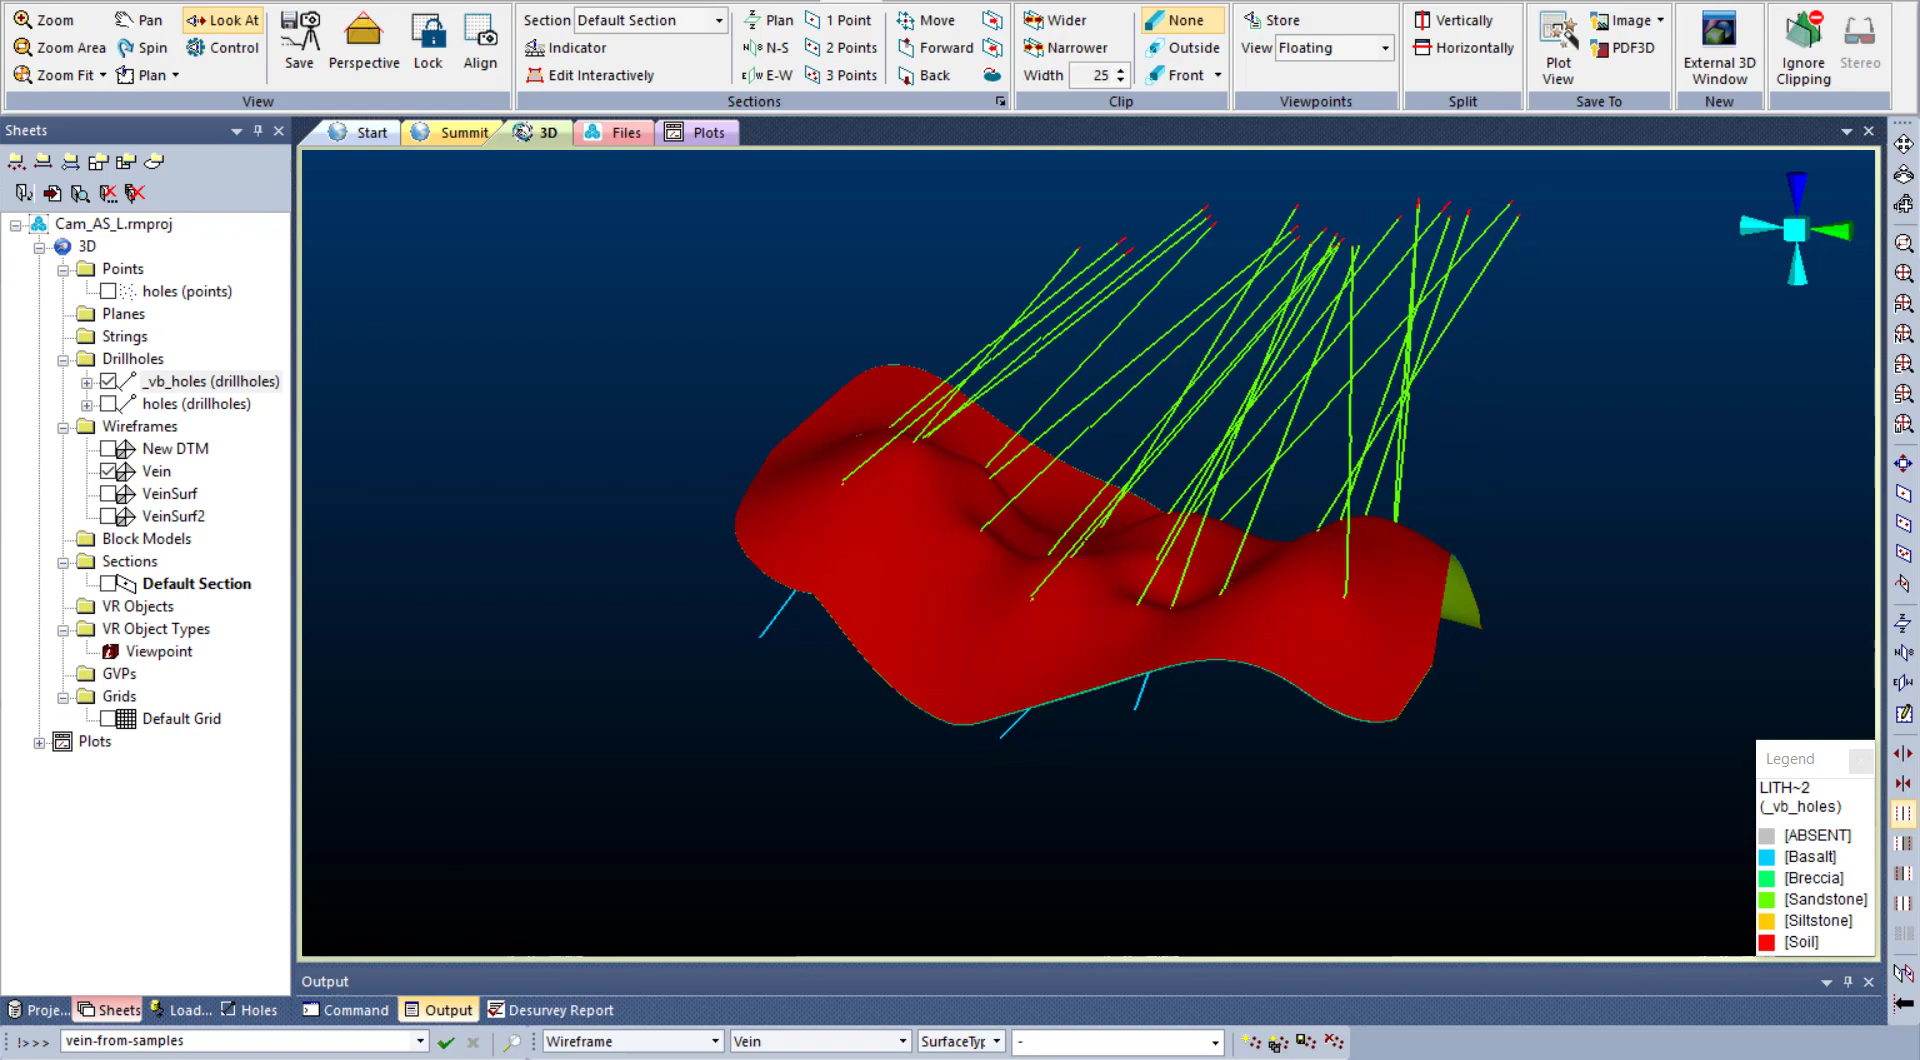 Zoom Pan Look At
Zoom Area Spin Control
Zoom Fit Plan
Save Perspective Lock Align
View
Section Default Section
Indicator
Edit Interactively
Plan 1 Point Move
N-S 2 Points Forward
E-W 3 Points Back
Sections
Wider None
Narrower Outside
Width 25 Front
Clip
Store
View Floating
Viewpoints
Vertically
Horizontally
Split
Plot View
Image
PDF3D
Save To
External 3D Window
New
Ignore Clipping
Stereo
Sheets
Start Summit 3D Files Plots
Cam_AS_L.rmproj
3D
Points
holes (points)
Planes
Strings
Drillholes
_vb_holes (drillholes)
holes (drillholes)
Wireframes
New DTM
Vein
VeinSurf
VeinSurf2
Block Models
Sections
Default Section
VR Objects
VR Object Types
Viewpoint
GVPs
Grids
Default Grid
Plots
Legend
LITH~2
(_vb_holes)
[ABSENT]
[Basalt]
[Breccia]
[Sandstone]
[Siltstone]
[Soil]
Output
Proje... Sheets Load... Holes Command Output Desurvey Report
!>>> vein-from-samples Wireframe Vein SurfaceTyp -